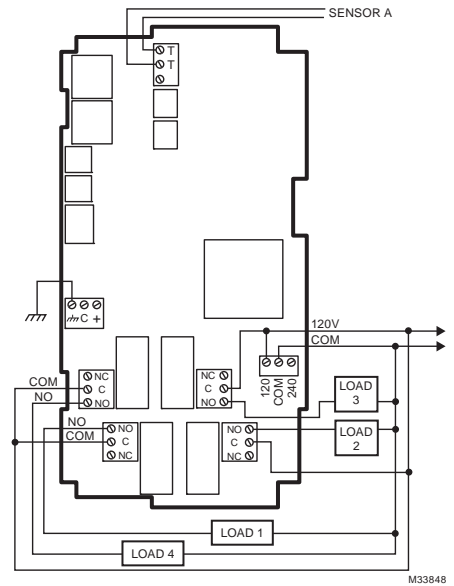 SENSOR A
T
T
C +
120V
COM
120
COM
240
NC
C
NO
NC
C
NO
COM
NO
LOAD
3
NO
COM
NO
C
NC
NO
C
NC
LOAD
2
LOAD 1
LOAD 4
M33848